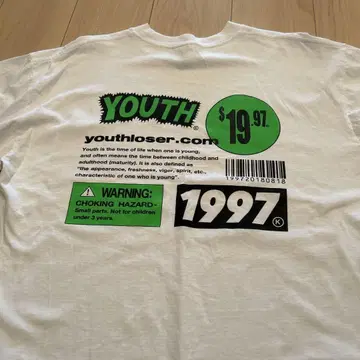 YOUTH®
$19.97.
youthloser.com
Youth is the time of life when one is young,
and often means the time between childhood and
adulthood (maturity). It is also defined as
"The appearance, freshness, vigor, spirit, etc.,
characteristic of one who is young".
199720180818
⚠ WARNING:
CHOKING HAZARD-
Small parts. Not for children
under 3 years.
1997
K